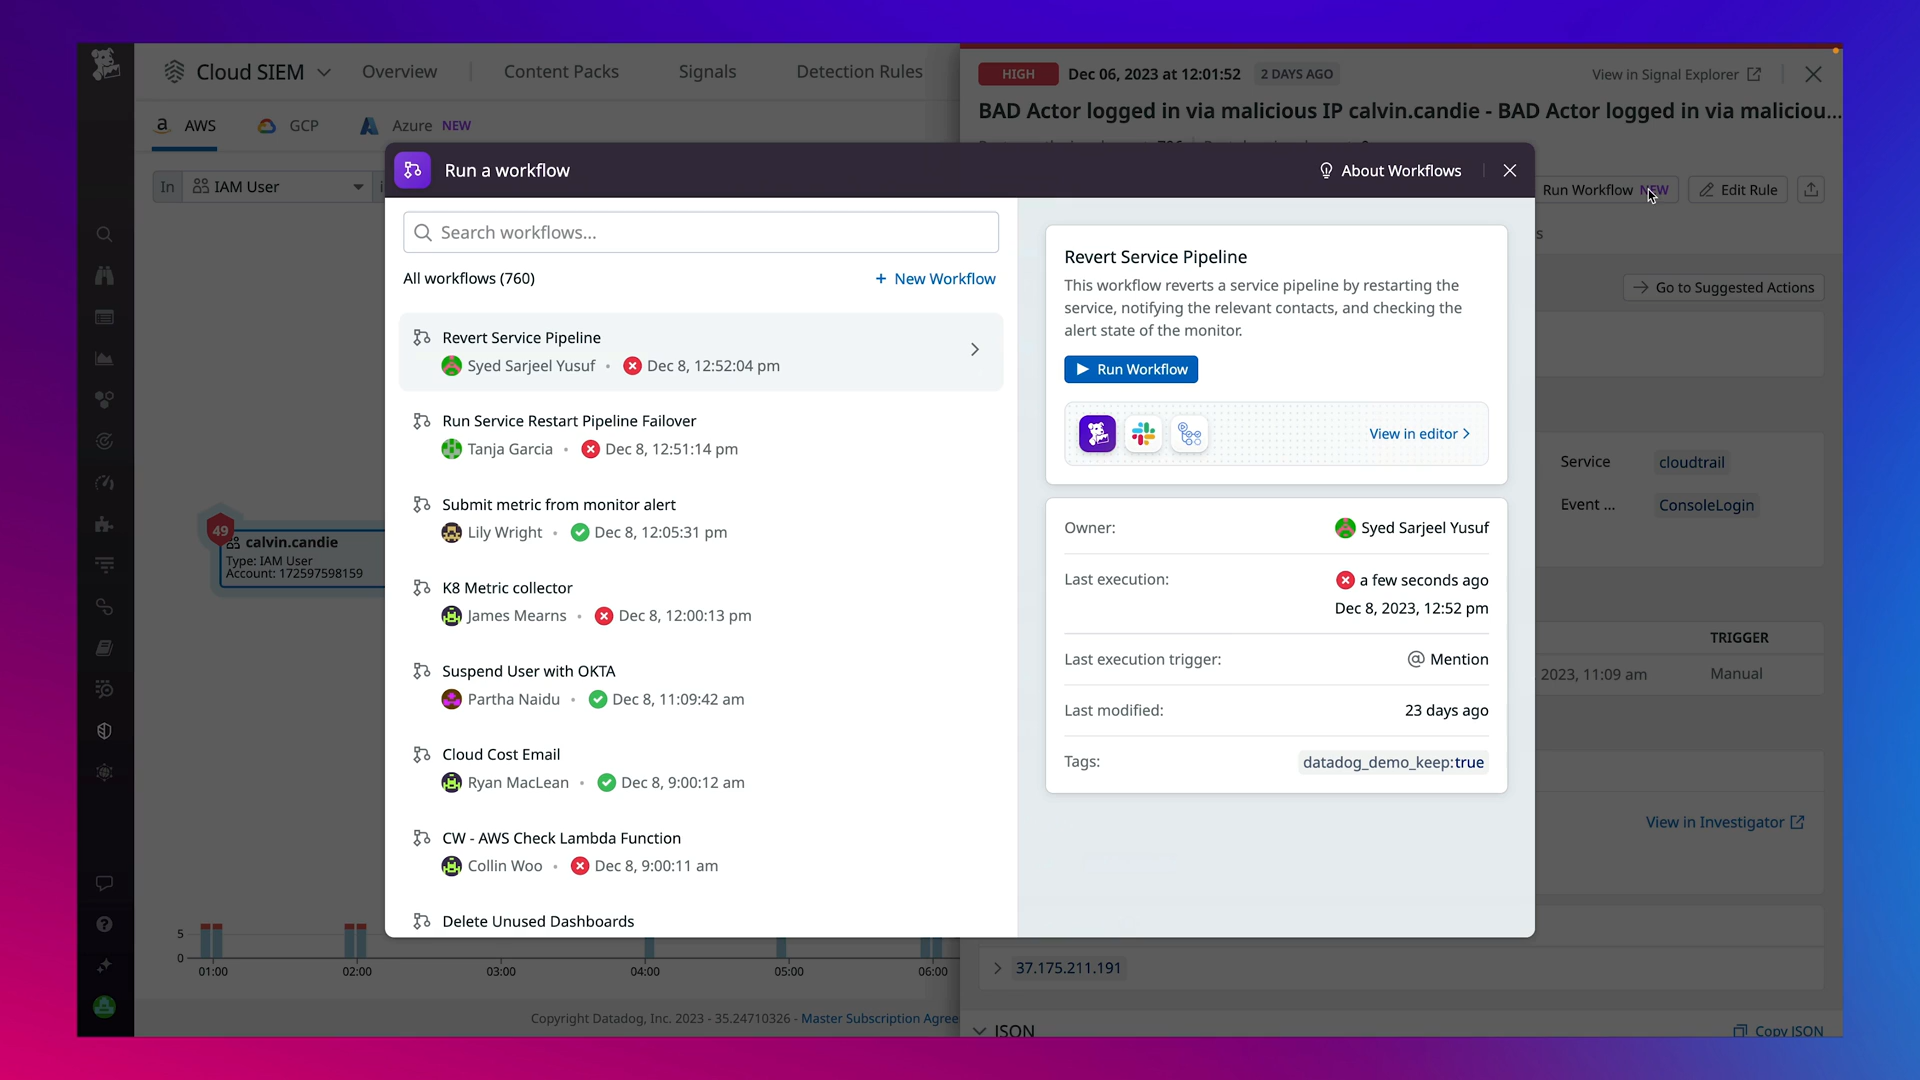 Cloud SIEM
Overview
Content Packs
Signals
Detection Rules
HIGH
Dec 06, 2023 at 12:01:52
2 DAYS AGO
View in Signal Explorer
BAD Actor logged in via malicious IP calvin.candie - BAD Actor logged in via maliciou...
a AWS
GCP
Azure NEW
In
IAM User
Run Workflow NEW
Edit Rule
Go to Suggested Actions
Run a workflow
About Workflows
Search workflows...
All workflows (760)
+ New Workflow
Revert Service Pipeline
Syed Sarjeel Yusuf • Dec 8, 12:52:04 pm
Run Service Restart Pipeline Failover
Tanja Garcia • Dec 8, 12:51:14 pm
Submit metric from monitor alert
Lily Wright • Dec 8, 12:05:31 pm
K8 Metric collector
James Mearns • Dec 8, 12:00:13 pm
Suspend User with OKTA
Partha Naidu • Dec 8, 11:09:42 am
Cloud Cost Email
Ryan MacLean • Dec 8, 9:00:12 am
CW - AWS Check Lambda Function
Collin Woo • Dec 8, 9:00:11 am
Delete Unused Dashboards
Revert Service Pipeline
This workflow reverts a service pipeline by restarting the
service, notifying the relevant contacts, and checking the
alert state of the monitor.
Run Workflow
View in editor
Owner:
Syed Sarjeel Yusuf
Last execution:
a few seconds ago
Dec 8, 2023, 12:52 pm
Last execution trigger:
@ Mention
Last modified:
23 days ago
Tags:
datadog_demo_keep:true
Service
cloudtrail
Event ...
ConsoleLogin
TRIGGER
2023, 11:09 am
Manual
View in Investigator
49
calvin.candie
Type: IAM User
Account: 172597598159
5
0
01:00
02:00
03:00
04:00
05:00
06:00
37.175.211.191
JSON
Copy JSON
Copyright Datadog, Inc. 2023 - 35.24710326 - Master Subscription Agree